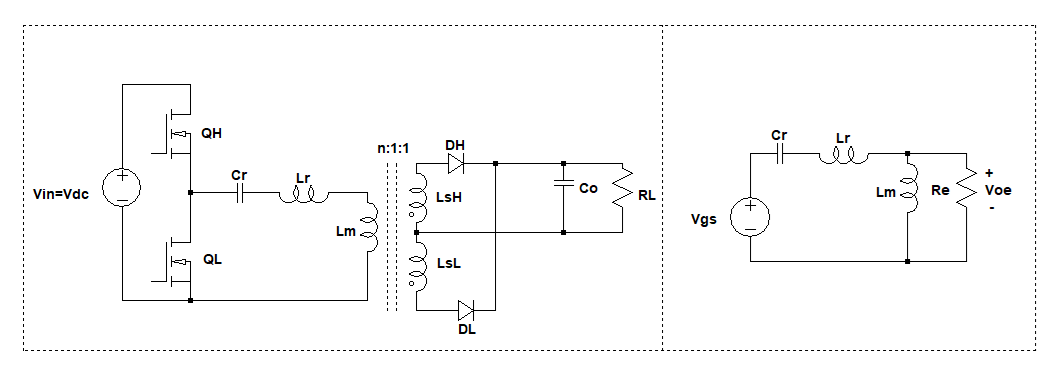 QH
Vin=Vdc
QL
Cr
Lr
Lm
n:1:1
DH
LsH
LsL
DL
Co
RL
Vgs
Cr
Lr
Lm
Re
+
Voe
-